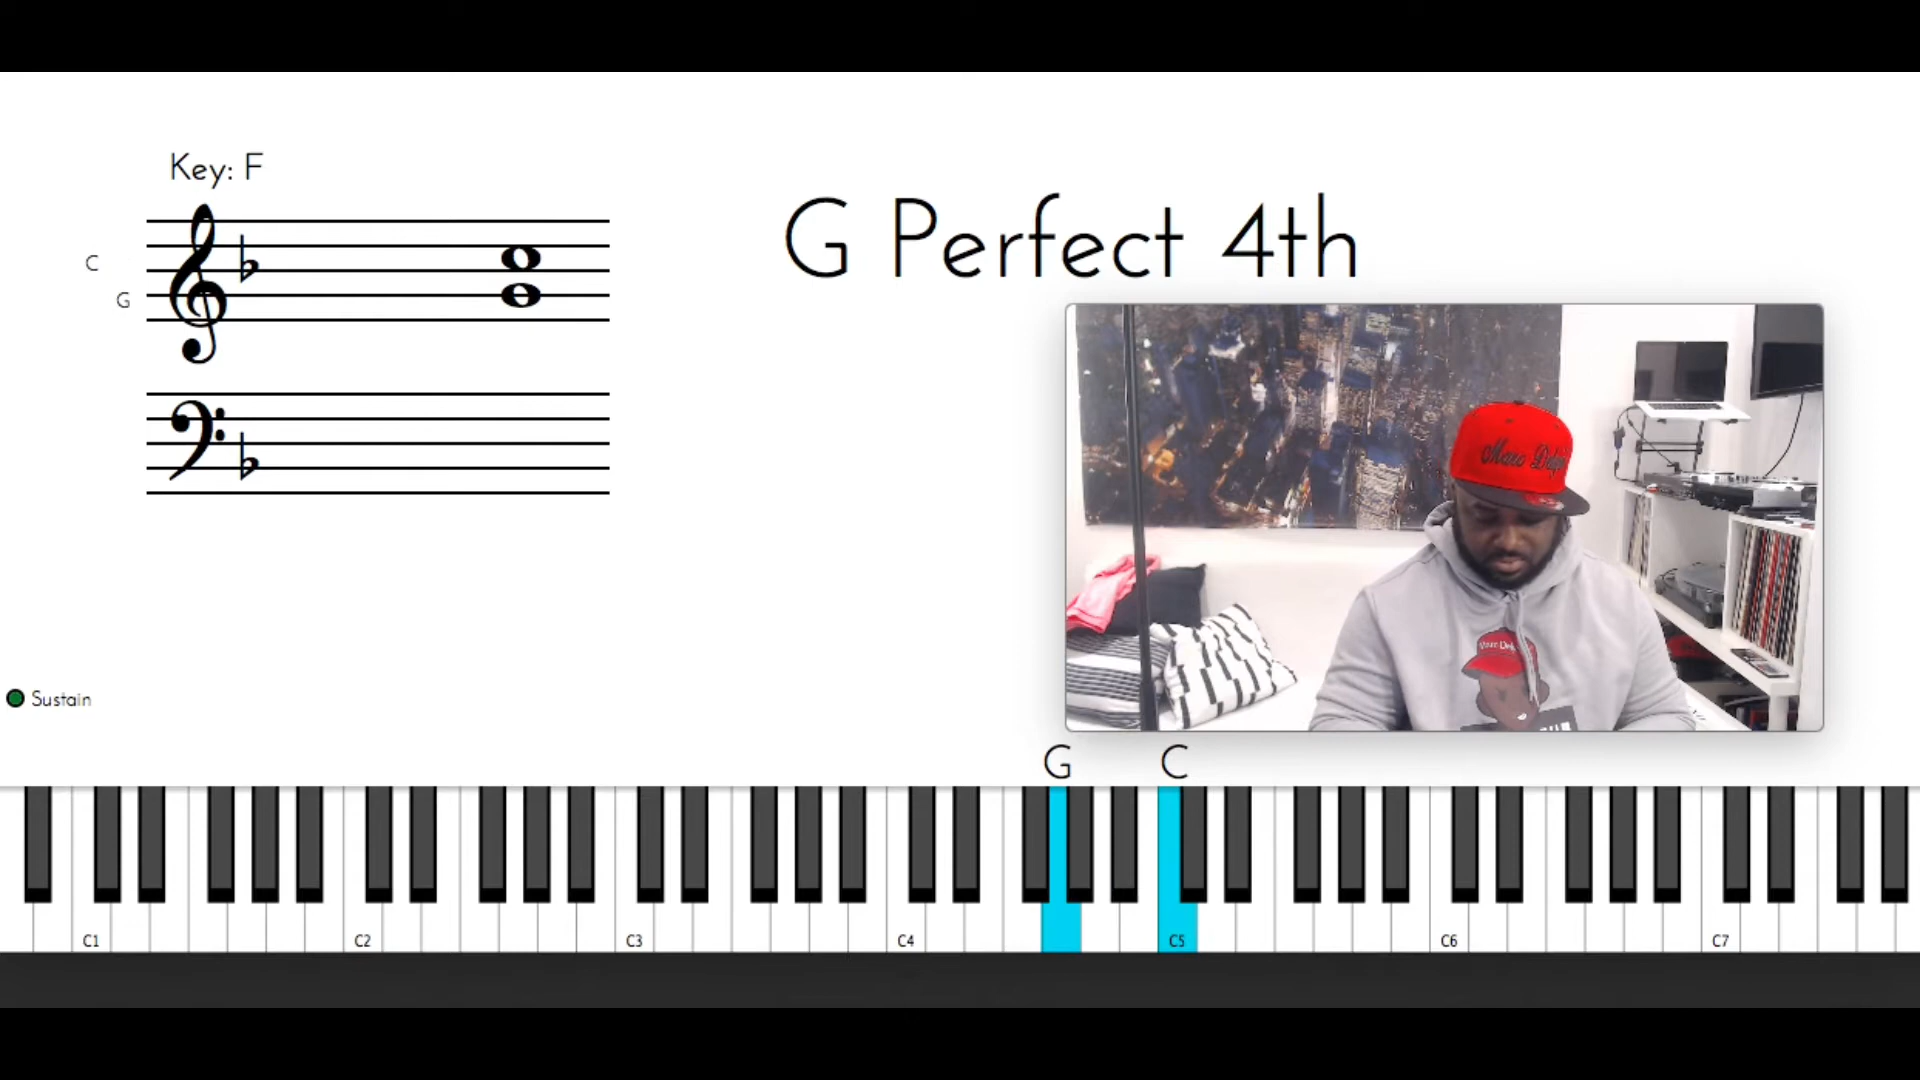 Key: F
G Perfect 4th
C
G
Sustain
G C
C1 C2 C3 C4 C5 C6 C7